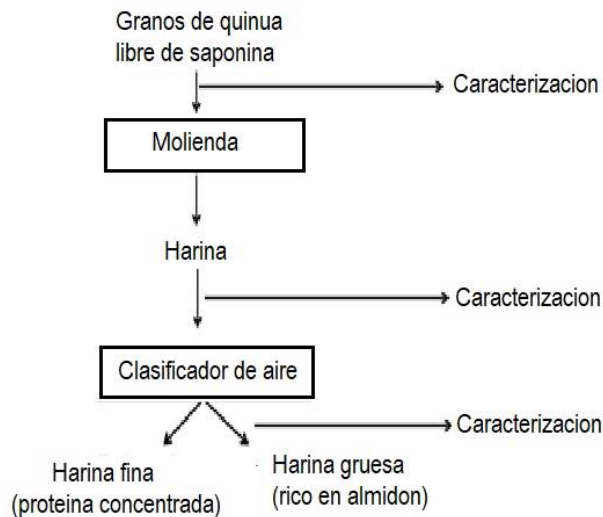 Granos de quinua
libre de saponina
Caracterizacion
Molienda
Harina
Caracterizacion
Clasificador de aire
Caracterizacion
Harina fina
(proteina concentrada)
Harina gruesa
(rico en almidon)